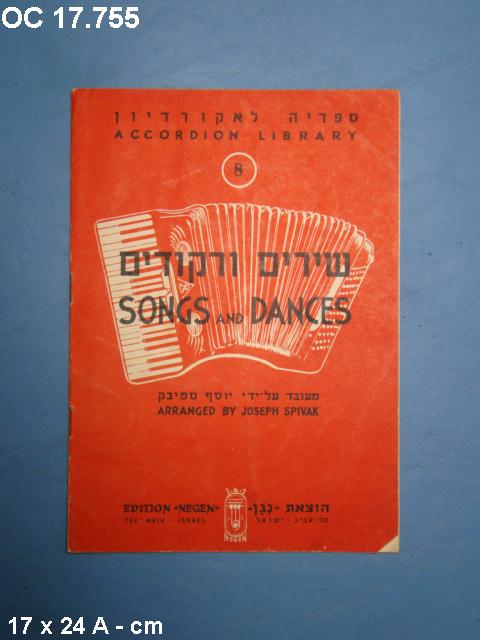 OC 17.755
ספריה לאקורדיון
ACCORDION LIBRARY
8
שירים ורקודים
SONGS AND DANCES
מעובד על־ידי יוסף ספיבק
ARRANGED BY JOSEPH SPIVAK
EDITION «NEGEN»
TEL-AVIV - ISRAEL
NEGEN
הוצאת «נֶגֶן»
תל־אביב - ישראל
17 x 24 A - cm